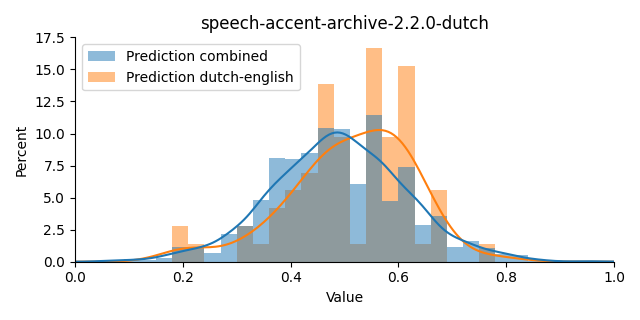 speech-accent-archive-2.2.0-dutch
17.5
15.0
12.5
10.0
7.5
5.0
2.5
0.0
Percent
Prediction combined
Prediction dutch-english
0.0 0.2 0.4 0.6 0.8 1.0
Value